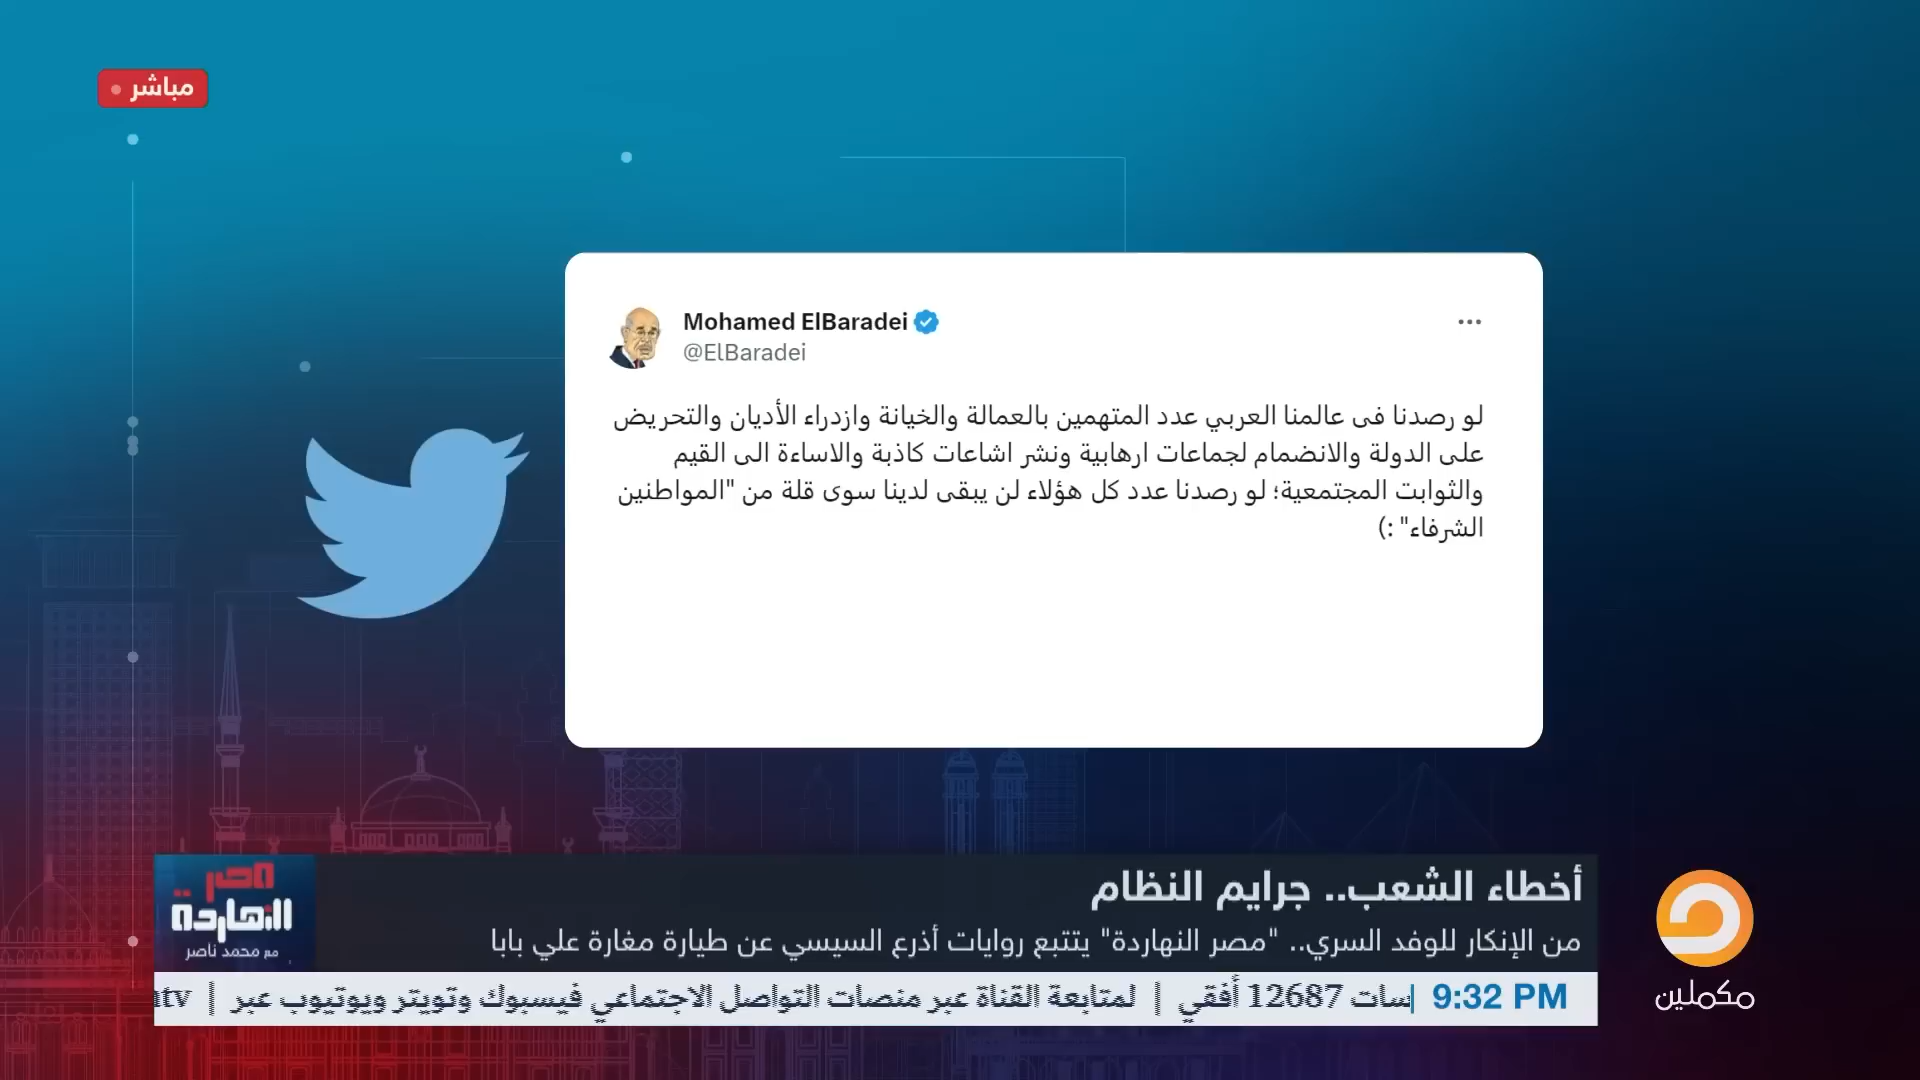 مباشر
Mohamed ElBaradei
@ElBaradei
لو رصدنا فى عالمنا العربي عدد المتهمين بالعمالة والخيانة وازدراء الأديان والتحريض
على الدولة والانضمام لجماعات ارهابية ونشر اشاعات كاذبة والاساءة الى القيم
والثوابت المجتمعية؛ لو رصدنا عدد كل هؤلاء لن يبقى لدينا سوى قلة من "المواطنين
الشرفاء" :)
أخطاء الشعب.. جرايم النظام
من الإنكار للوفد السري.. "مصر النهاردة" يتتبع روايات أذرع السيسي عن طيارة مغارة علي بابا
مصر
النهاردة
مع محمد ناصر
9:32 PM
12687 أفقي | لمتابعة القناة عبر منصات التواصل الاجتماعي فيسبوك وتويتر ويوتيوب عبر |
مكملين